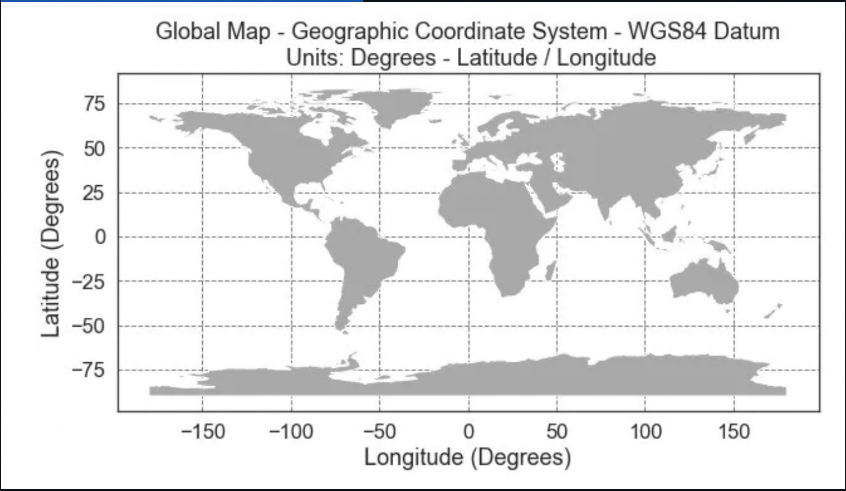 Global Map - Geographic Coordinate System - WGS84 Datum
Units: Degrees - Latitude / Longitude
Latitude (Degrees)
75
50
25
0
−25
−50
−75
−150 −100 −50 0 50 100 150
Longitude (Degrees)